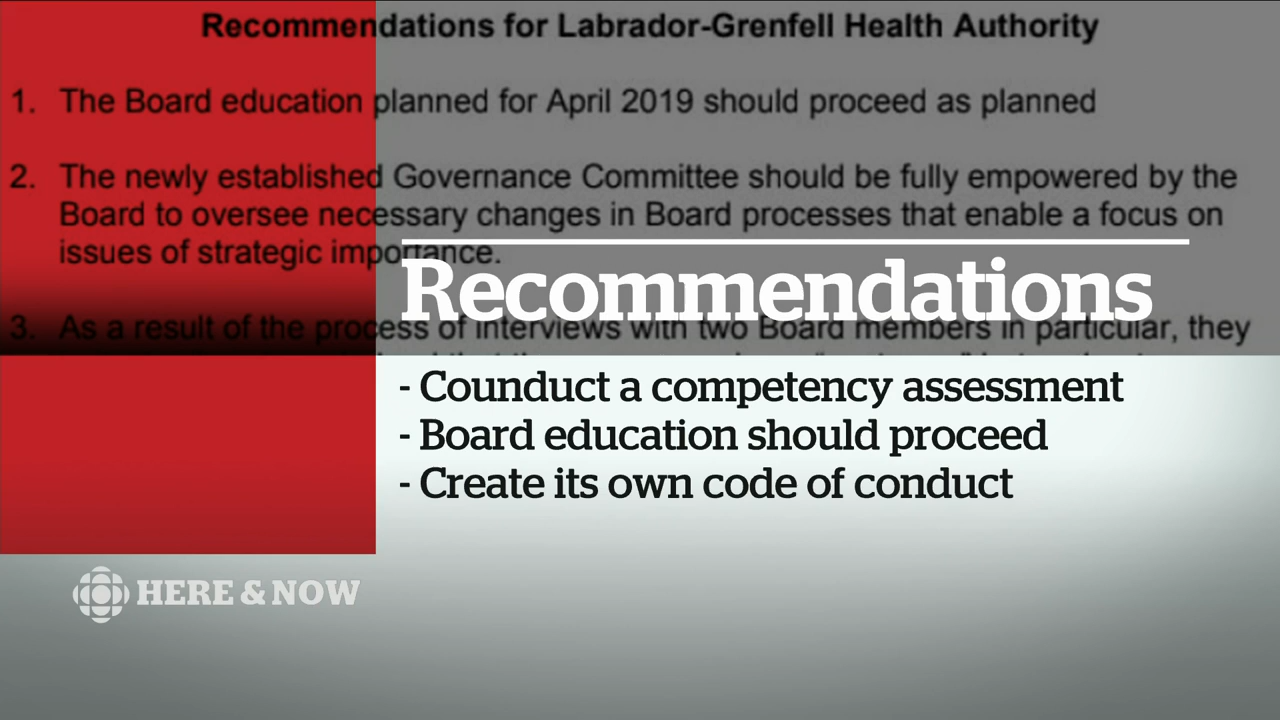 Recommendations for Labrador-Grenfell Health Authority
1. The Board education planned for April 2019 should proceed as planned
2. The newly established Governance Committee should be fully empowered by the
Board to oversee necessary changes in Board processes that enable a focus on
issues of strategic importance.
3. As a result of the process of interviews with two Board members in particular, they
Recommendations
- Counduct a competency assessment
- Board education should proceed
- Create its own code of conduct
HERE & NOW